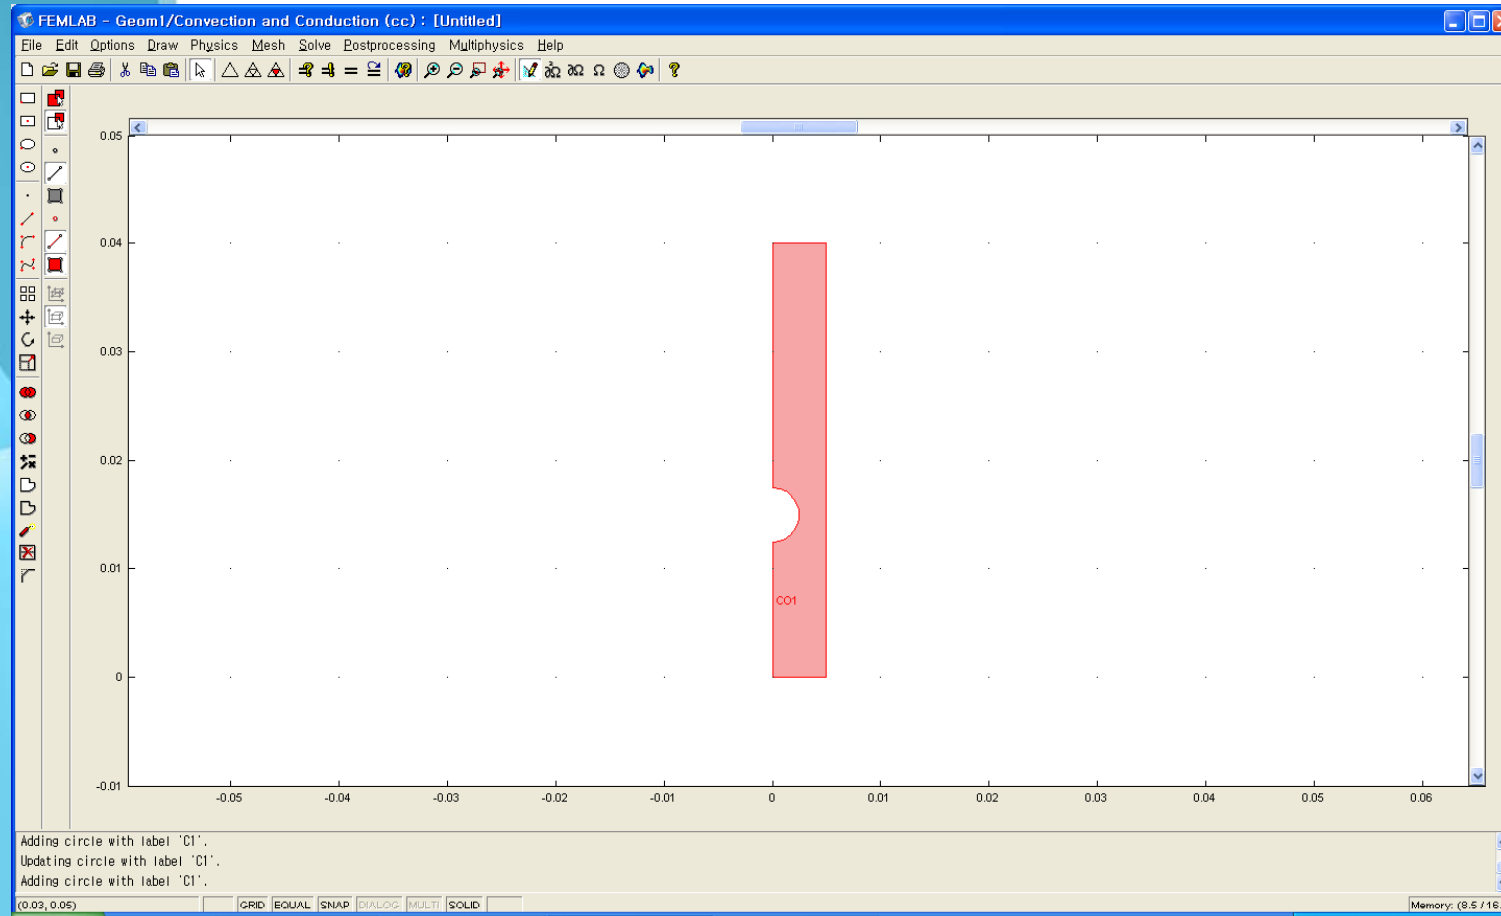 FEMLAB - Geom1/Convection and Conduction (cc) : [Untitled]
File Edit Options Draw Physics Mesh Solve Postprocessing Multiphysics Help
0.05
0.04
0.03
0.02
0.01
CO1
0
-0.01
-0.05 -0.04 -0.03 -0.02 -0.01 0 0.01 0.02 0.03 0.04 0.05 0.06
Adding circle with label 'C1'.
Updating circle with label 'C1'.
Adding circle with label 'C1'.
(0.03, 0.05) GRID EQUAL SNAP DIALOG MULTI SOLID Memory: (8.5 / 16.